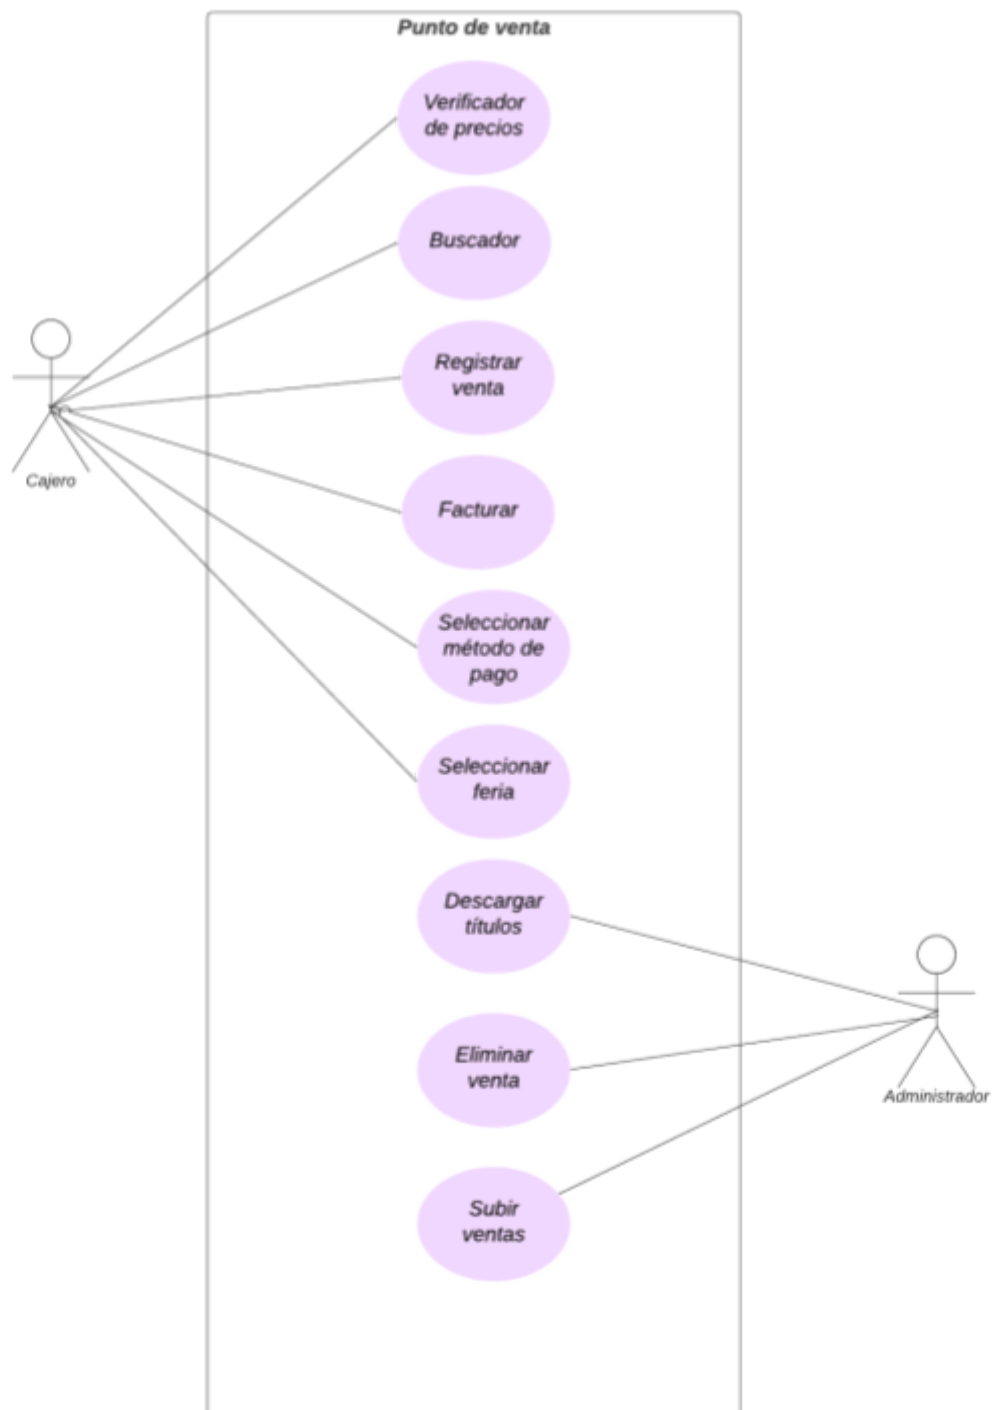 Punto de venta
Verificador
de precios
Buscador
Registrar
venta
Cajero
Facturar
Seleccionar
método de
pago
Seleccionar
feria
Descargar
títulos
Eliminar
venta
Administrador
Subir
ventas